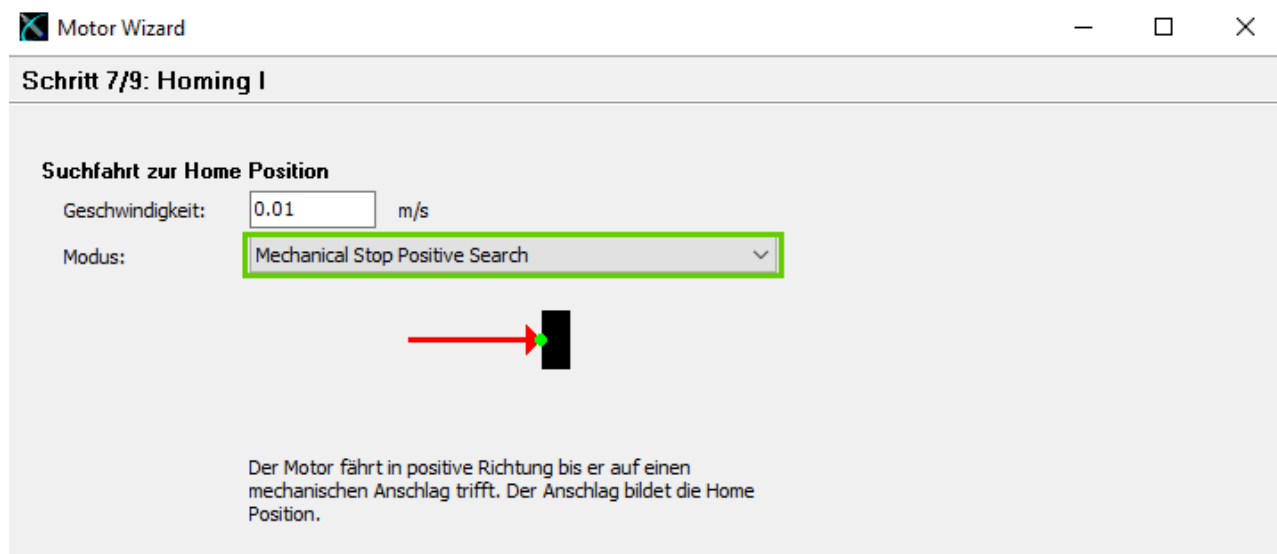 Motor Wizard
Schritt 7/9: Homing I
Suchfahrt zur Home Position
Geschwindigkeit: 0.01 m/s
Modus: Mechanical Stop Positive Search
Der Motor fährt in positive Richtung bis er auf einen
mechanischen Anschlag trifft. Der Anschlag bildet die Home
Position.